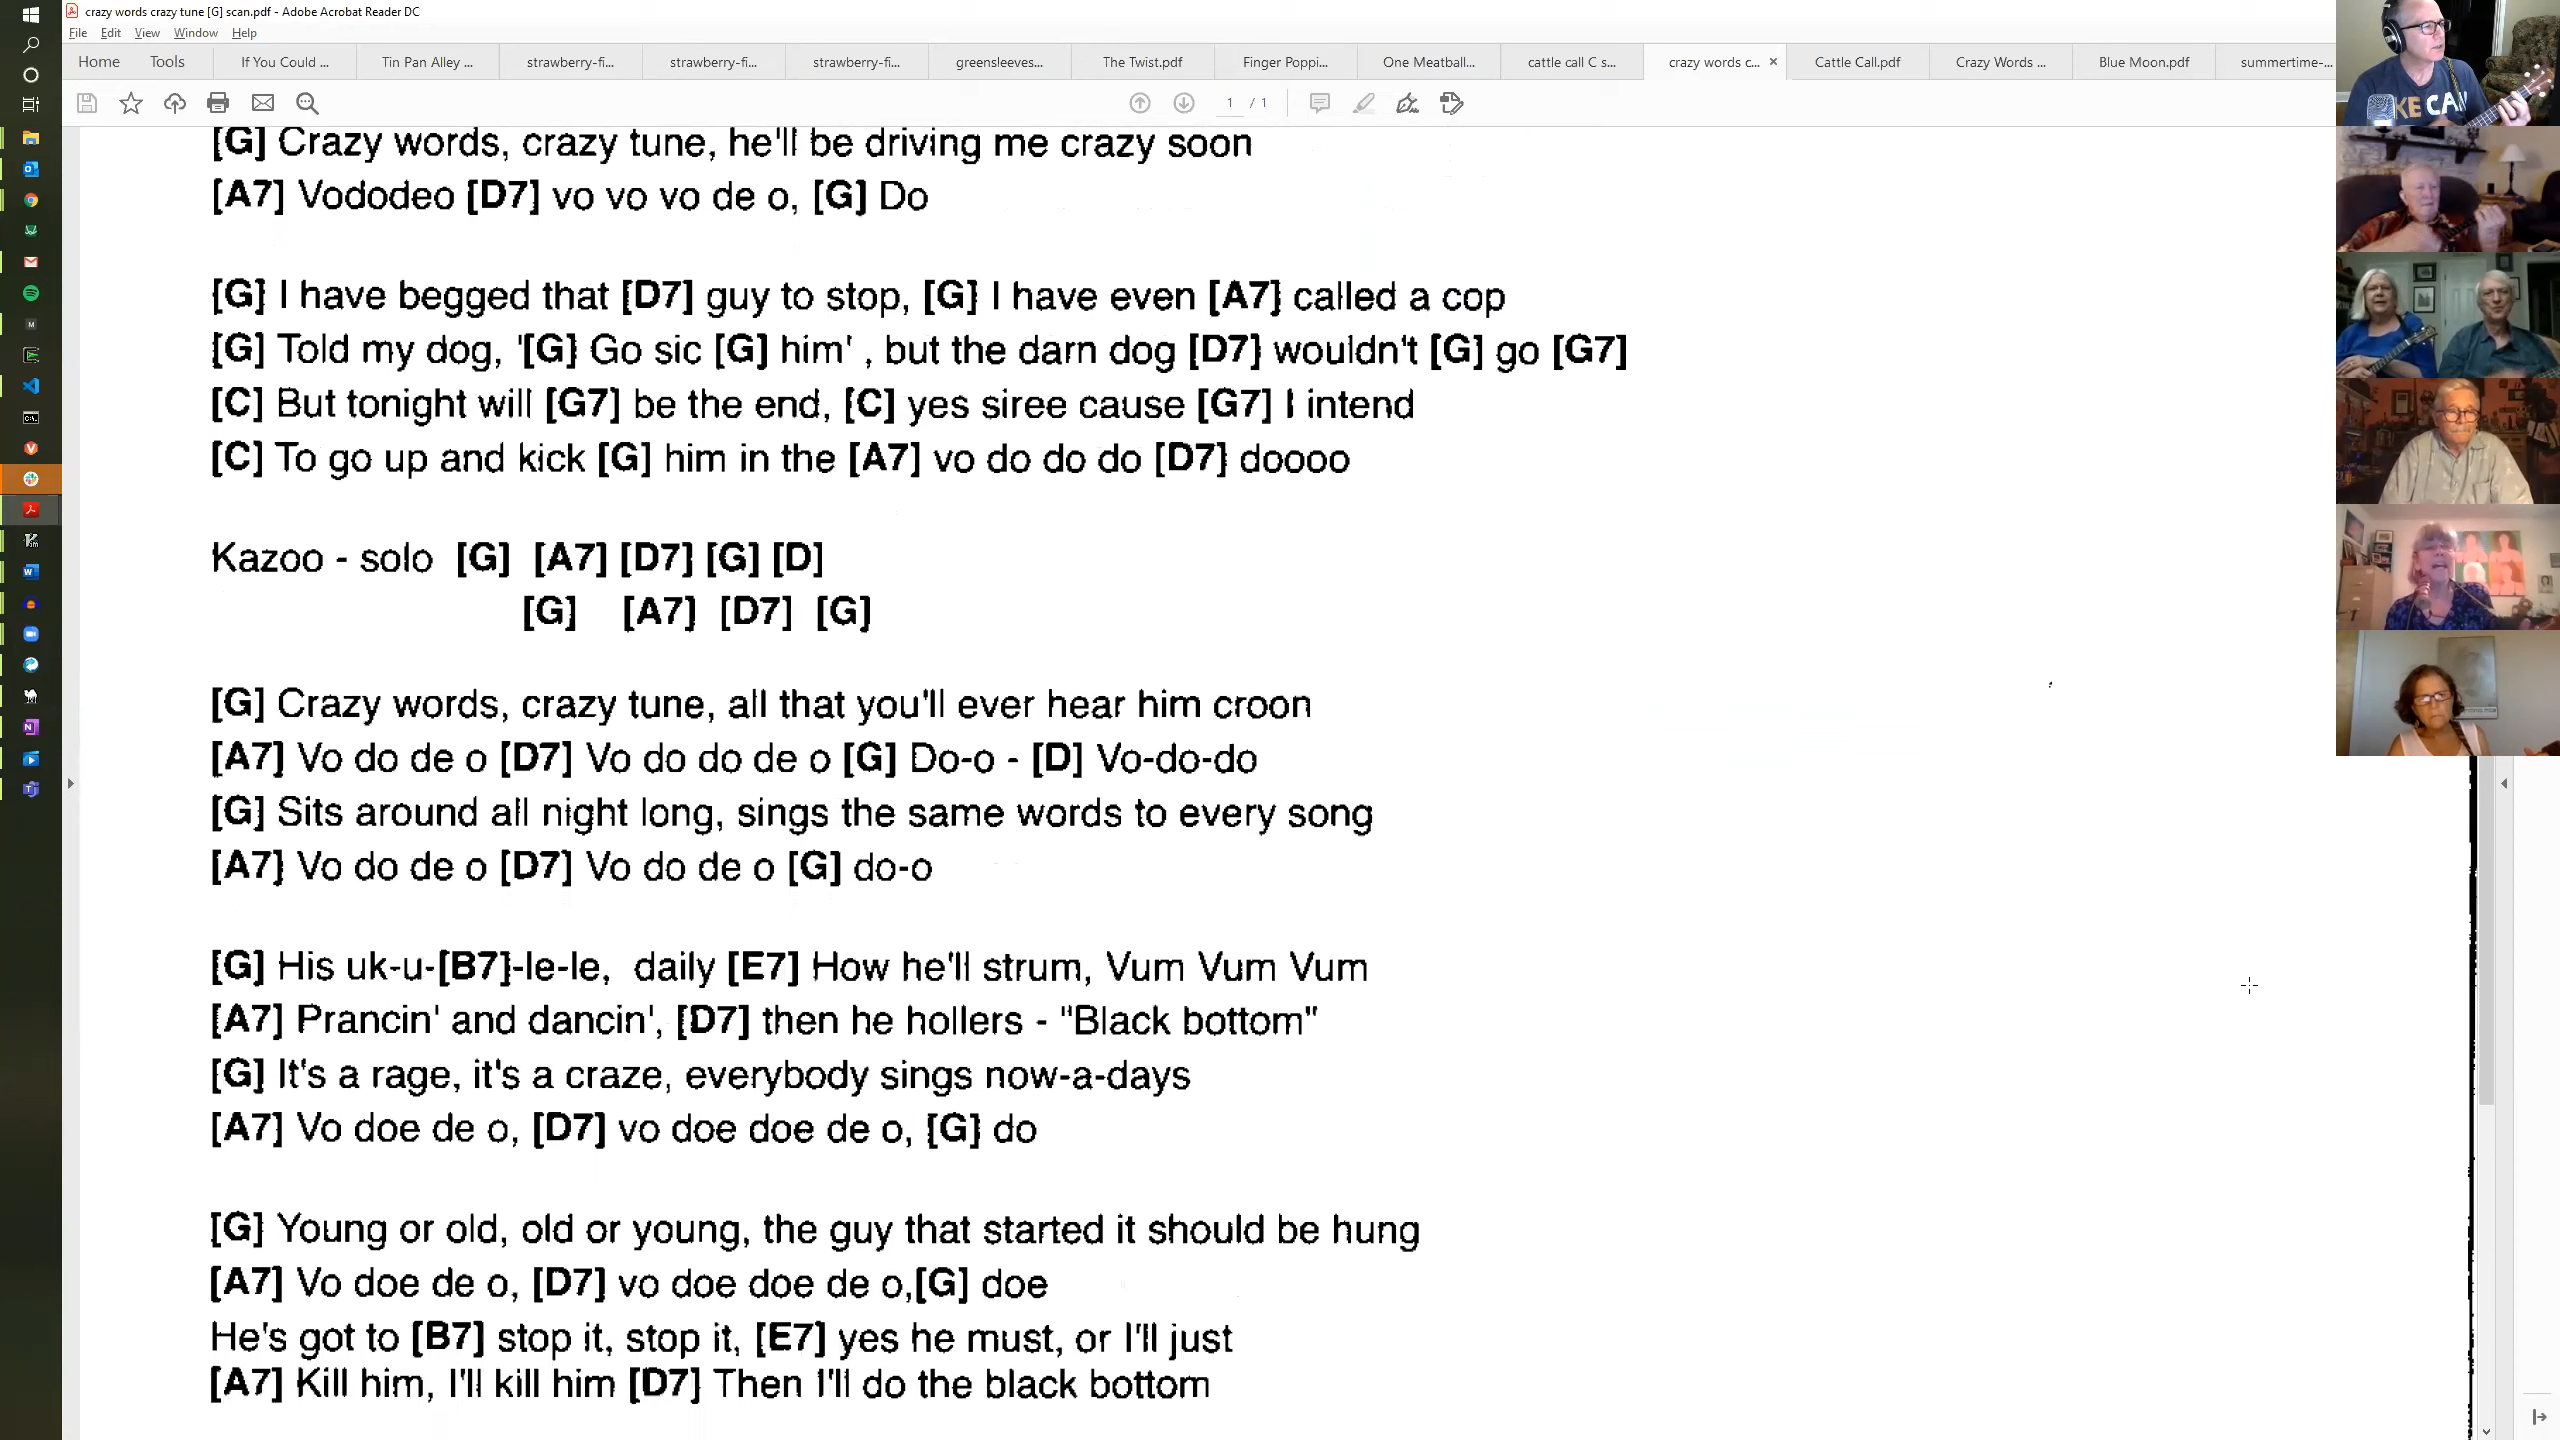 crazy words crazy tune [G] scan.pdf - Adobe Acrobat Reader DC
File Edit View Window Help
Home Tools If You Could ... Tin Pan Alley ... strawberry-fi... strawberry-fi... strawberry-fi... greensleeves... The Twist.pdf Finger Poppi... One Meatball... cattle call C s... crazy words c... × Cattle Call.pdf Crazy Words ... Blue Moon.pdf summertime-...
1 / 1
[G] Crazy words, crazy tune, he'll be driving me crazy soon
[A7] Vododeo [D7] vo vo vo de o, [G] Do
[G] I have begged that [D7] guy to stop, [G] I have even [A7] called a cop
[G] Told my dog, '[G] Go sic [G] him' , but the darn dog [D7] wouldn't [G] go [G7]
[C] But tonight will [G7] be the end, [C] yes siree cause [G7] I intend
[C] To go up and kick [G] him in the [A7] vo do do do [D7] doooo
Kazoo - solo [G] [A7] [D7] [G] [D]
[G] [A7] [D7] [G]
[G] Crazy words, crazy tune, all that you'll ever hear him croon
[A7] Vo do de o [D7] Vo do do de o [G] Do-o - [D] Vo-do-do
[G] Sits around all night long, sings the same words to every song
[A7] Vo do de o [D7] Vo do de o [G] do-o
[G] His uk-u-[B7]-le-le, daily [E7] How he'll strum, Vum Vum Vum
[A7] Prancin' and dancin', [D7] then he hollers - "Black bottom"
[G] It's a rage, it's a craze, everybody sings now-a-days
[A7] Vo doe de o, [D7] vo doe doe de o, [G] do
[G] Young or old, old or young, the guy that started it should be hung
[A7] Vo doe de o, [D7] vo doe doe de o,[G] doe
He's got to [B7] stop it, stop it, [E7] yes he must, or I'll just
[A7] Kill him, I'll kill him [D7] Then I'll do the black bottom